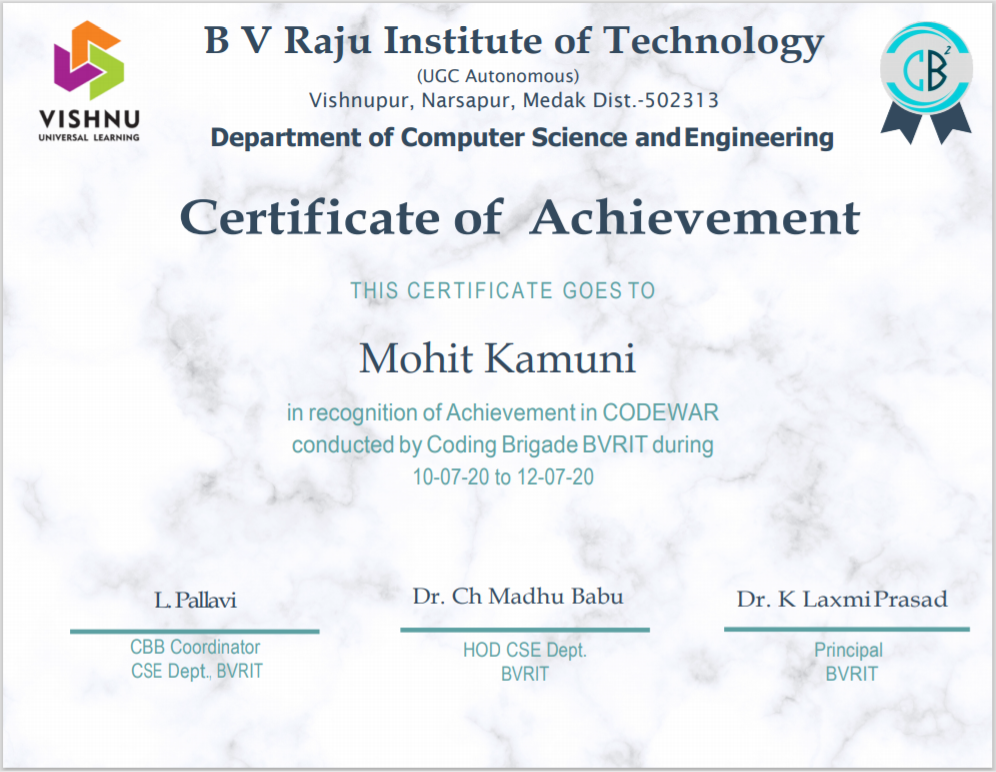 B V Raju Institute of Technology
(UGC Autonomous)
Vishnupur, Narsapur, Medak Dist.-502313
Department of Computer Science and Engineering
VISHNU
UNIVERSAL LEARNING
CB2
Certificate of Achievement
THIS CERTIFICATE GOES TO
Mohit Kamuni
in recognition of Achievement in CODEWAR
conducted by Coding Brigade BVRIT during
10-07-20 to 12-07-20
L. Pallavi
CBB Coordinator
CSE Dept., BVRIT
Dr. Ch Madhu Babu
HOD CSE Dept.
BVRIT
Dr. K Laxmi Prasad
Principal
BVRIT